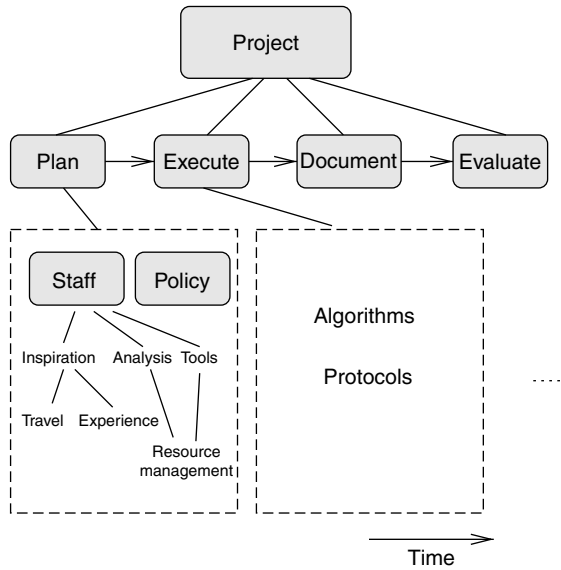 Project
Plan
Execute
Document
Evaluate
Staff
Policy
Algorithms
Inspiration
Analysis
Tools
Protocols
Travel
Experience
Resource
management
Time